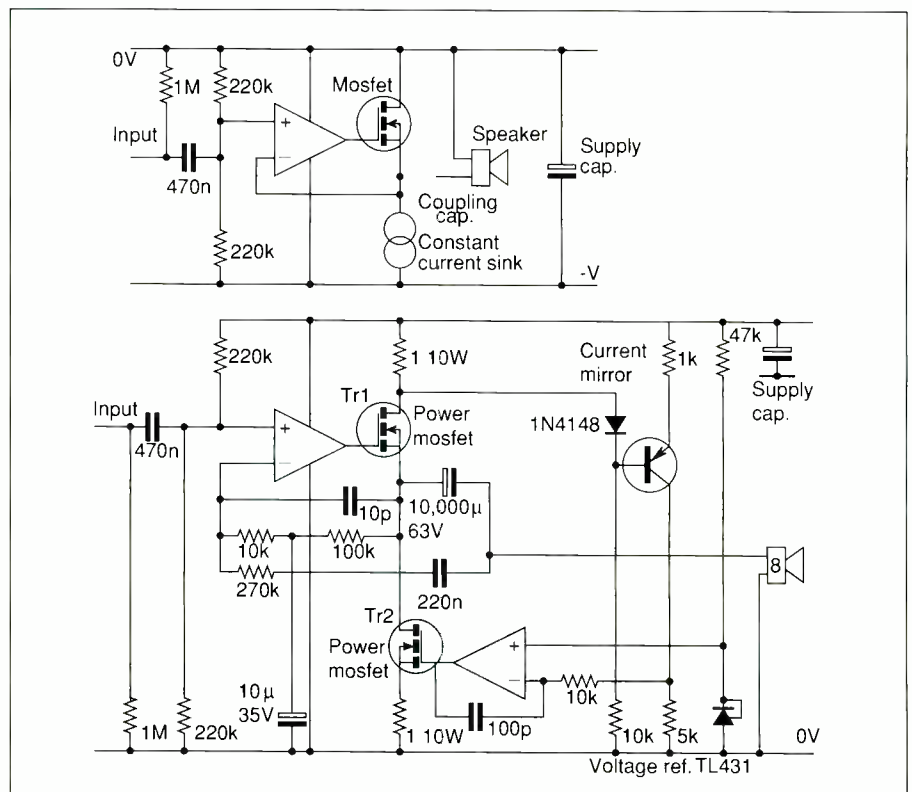 0V
1M
220k
Mosfet
+
−
Input
470n
Speaker
Supply
cap.
Coupling
cap.
Constant
current sink
220k
-V
220k
1 10W
Current
mirror
1k
47k
Supply
cap.
Tr1
Power
mosfet
1N4148
Input
470n
+
−
10p
10,000µ
63V
10k
100k
270k
220n
8
Tr2
Power
mosfet
+
−
10k
10µ
35V
100p
1M
220k
1 10W
10k
5k
0V
Voltage ref. TL431